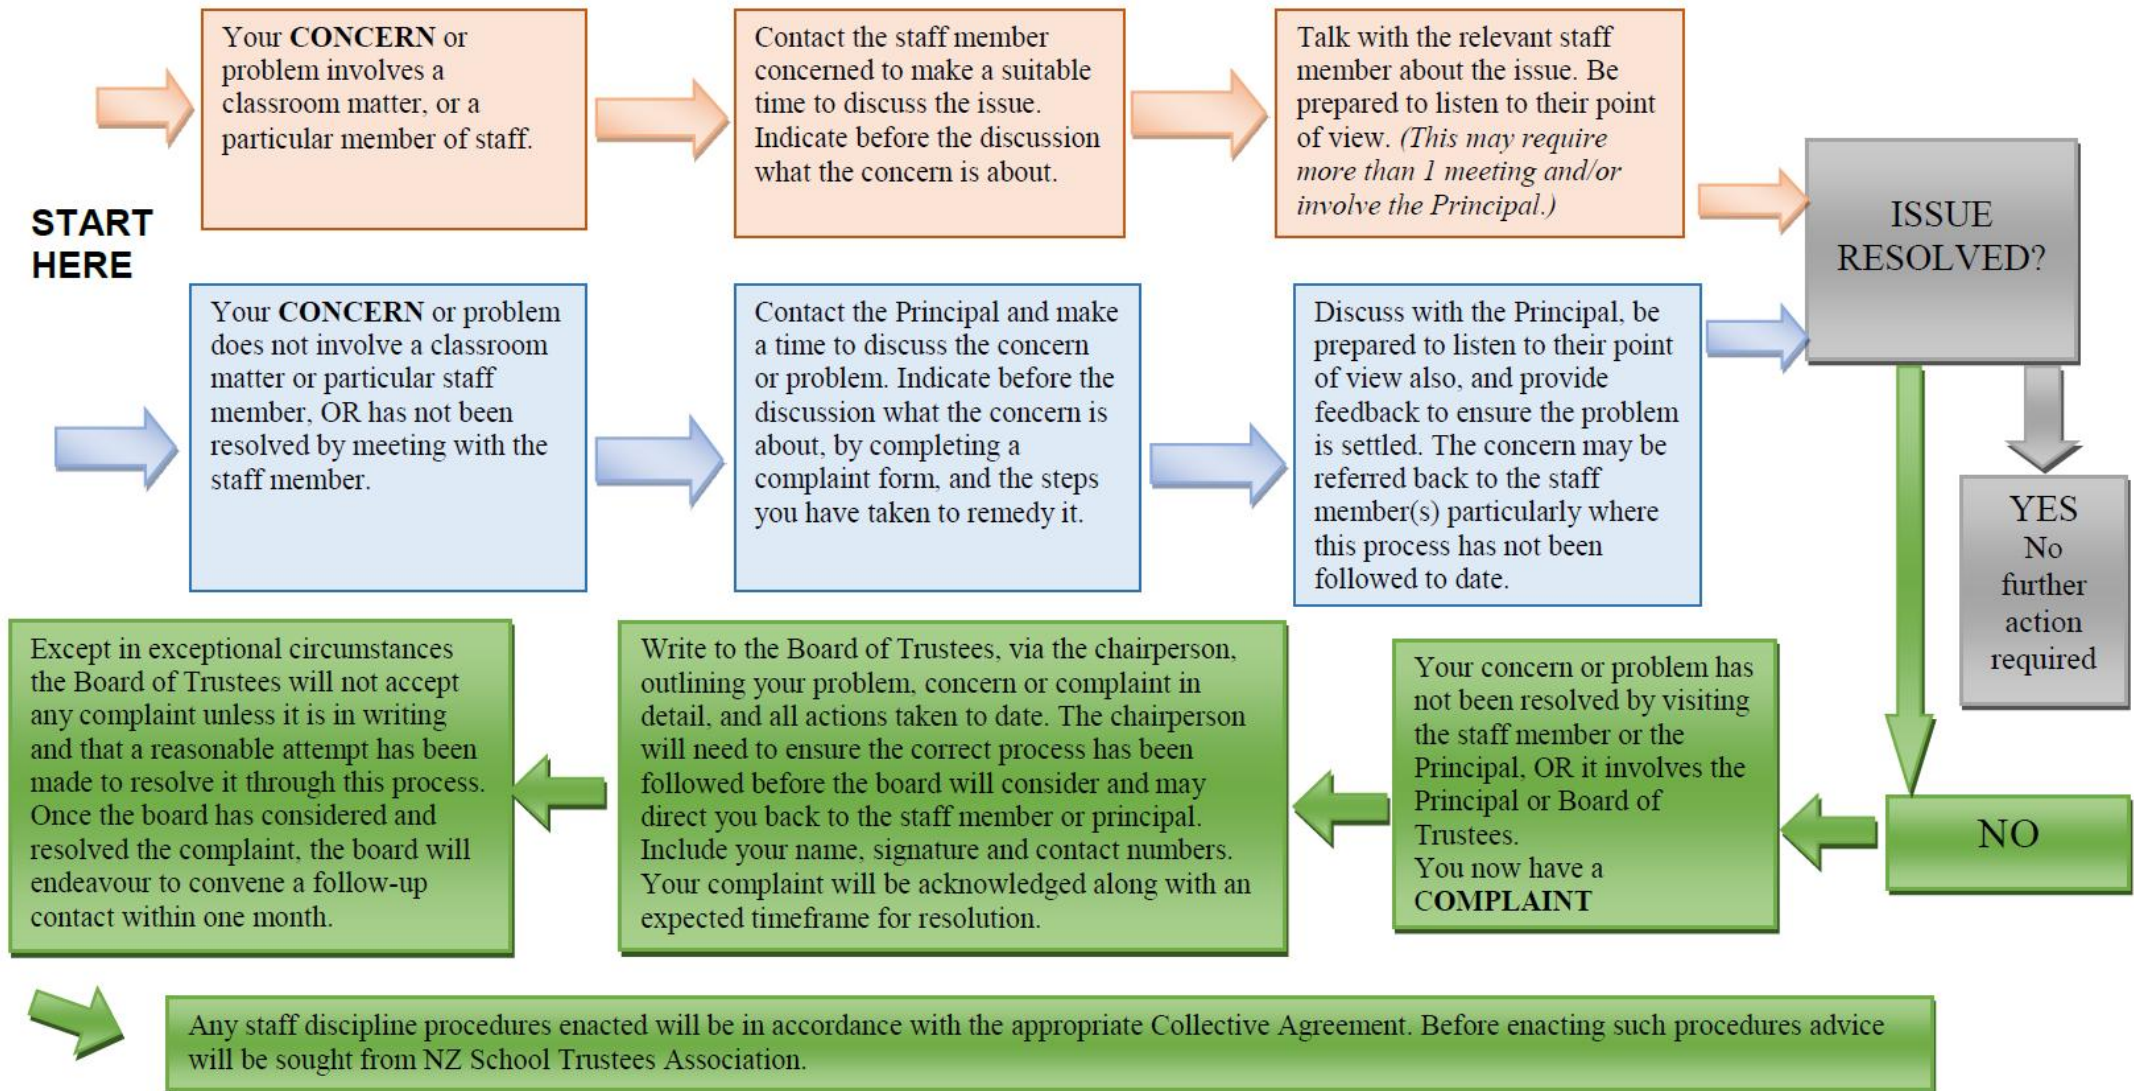 START
HERE
Your CONCERN or
problem involves a
classroom matter, or a
particular member of staff.
Contact the staff member
concerned to make a suitable
time to discuss the issue.
Indicate before the discussion
what the concern is about.
Talk with the relevant staff
member about the issue. Be
prepared to listen to their point
of view. (This may require
more than 1 meeting and/or
involve the Principal.)
Your CONCERN or problem
does not involve a classroom
matter or particular staff
member, OR has not been
resolved by meeting with the
staff member.
Contact the Principal and make
a time to discuss the concern
or problem. Indicate before the
discussion what the concern is
about, by completing a
complaint form, and the steps
you have taken to remedy it.
Discuss with the Principal, be
prepared to listen to their point
of view also, and provide
feedback to ensure the problem
is settled. The concern may be
referred back to the staff
member(s) particularly where
this process has not been
followed to date.
ISSUE
RESOLVED?
YES
No
further
action
required
NO
Your concern or problem has
not been resolved by visiting
the staff member or the
Principal, OR it involves the
Principal or Board of
Trustees.
You now have a
COMPLAINT
Write to the Board of Trustees, via the chairperson,
outlining your problem, concern or complaint in
detail, and all actions taken to date. The chairperson
will need to ensure the correct process has been
followed before the board will consider and may
direct you back to the staff member or principal.
Include your name, signature and contact numbers.
Your complaint will be acknowledged along with an
expected timeframe for resolution.
Except in exceptional circumstances
the Board of Trustees will not accept
any complaint unless it is in writing
and that a reasonable attempt has been
made to resolve it through this process.
Once the board has considered and
resolved the complaint, the board will
endeavour to convene a follow-up
contact within one month.
Any staff discipline procedures enacted will be in accordance with the appropriate Collective Agreement. Before enacting such procedures advice
will be sought from NZ School Trustees Association.